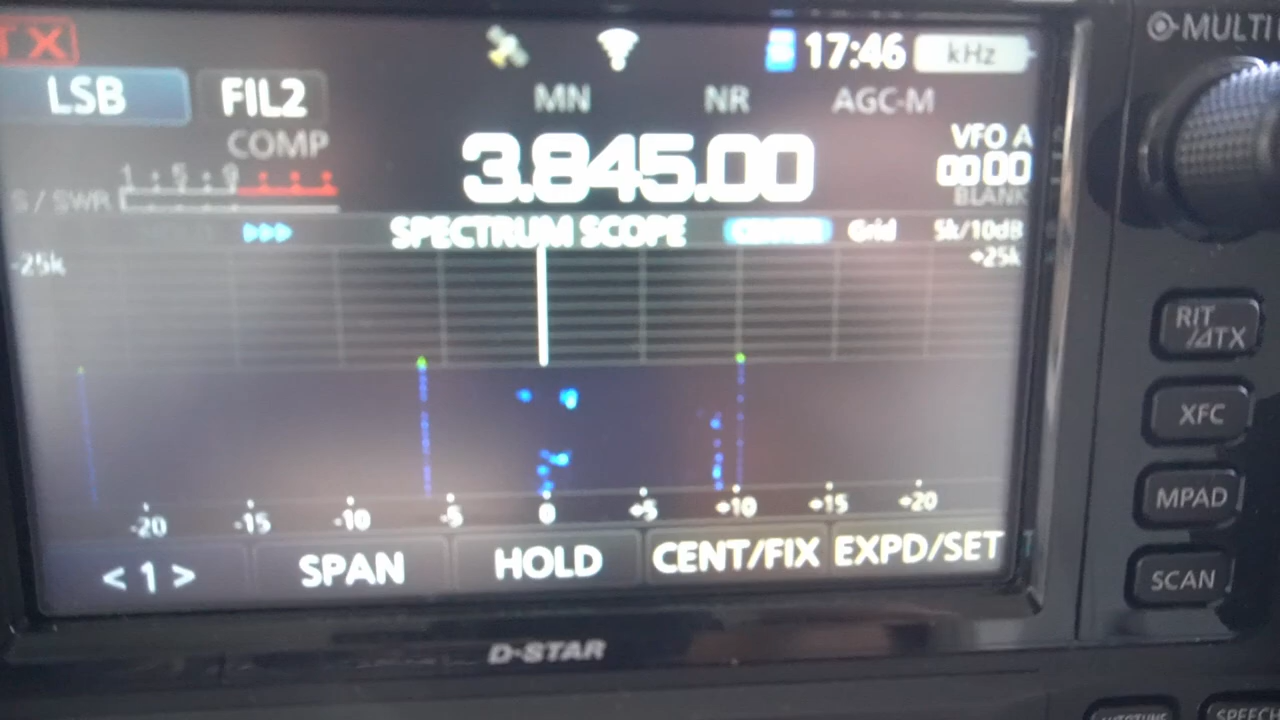 TX 17:46 kHz MULTI
LSB FIL2 MN NR AGC-M
COMP
3.845.00 VFO A
00 00
BLANK
S / SWR 1 5 9
SPECTRUM SCOPE CENTER Grid 5k/10dB
-25k +25k
RIT
/⊿TX
XFC
-20 -15 -10 -5 0 +5 +10 +15 +20
MPAD
< 1 > SPAN HOLD CENT/FIX EXPD/SET
SCAN
D-STAR
AUTOTUNE SPEECH